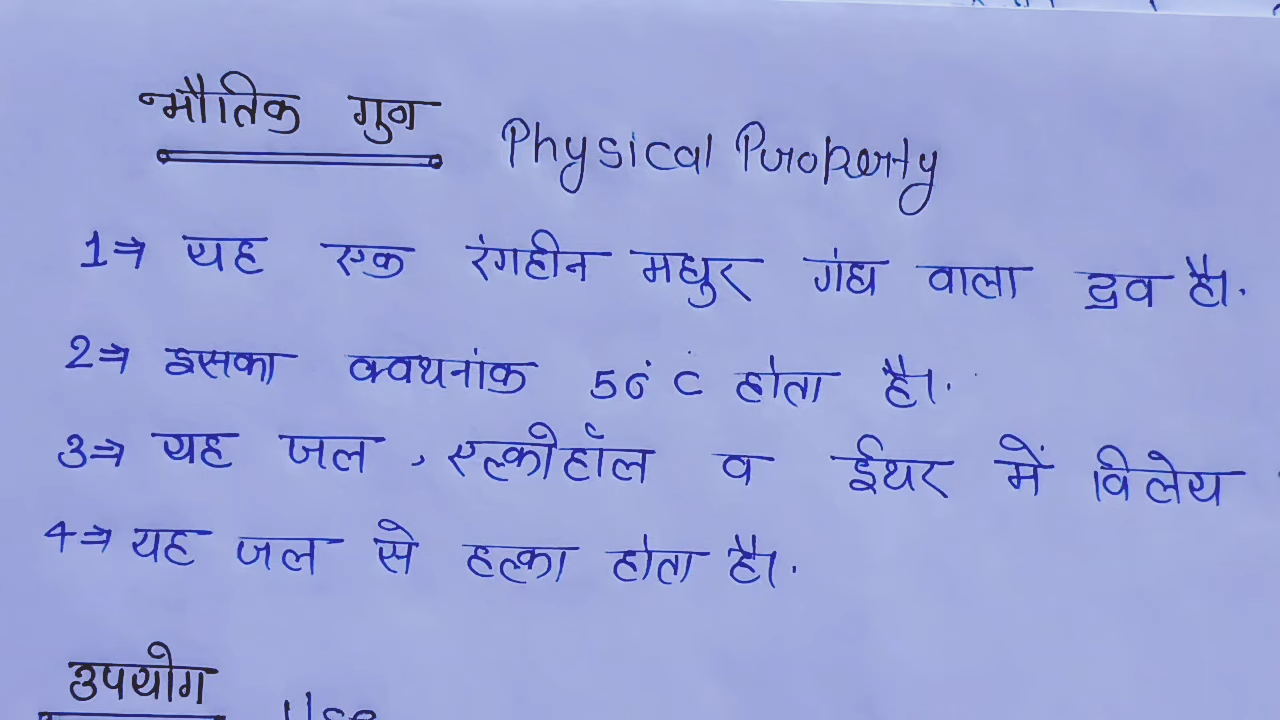 भौतिक गुण Physical Property
1⇒ यह एक रंगहीन मधुर गंध वाला द्रव है।.
2⇒ इसका क्वथनांक 56°C होता है।.
3⇒ यह जल, एल्कोहॉल व ईथर में विलेय
4⇒ यह जल से हल्का होता है।.
उपयोग Use